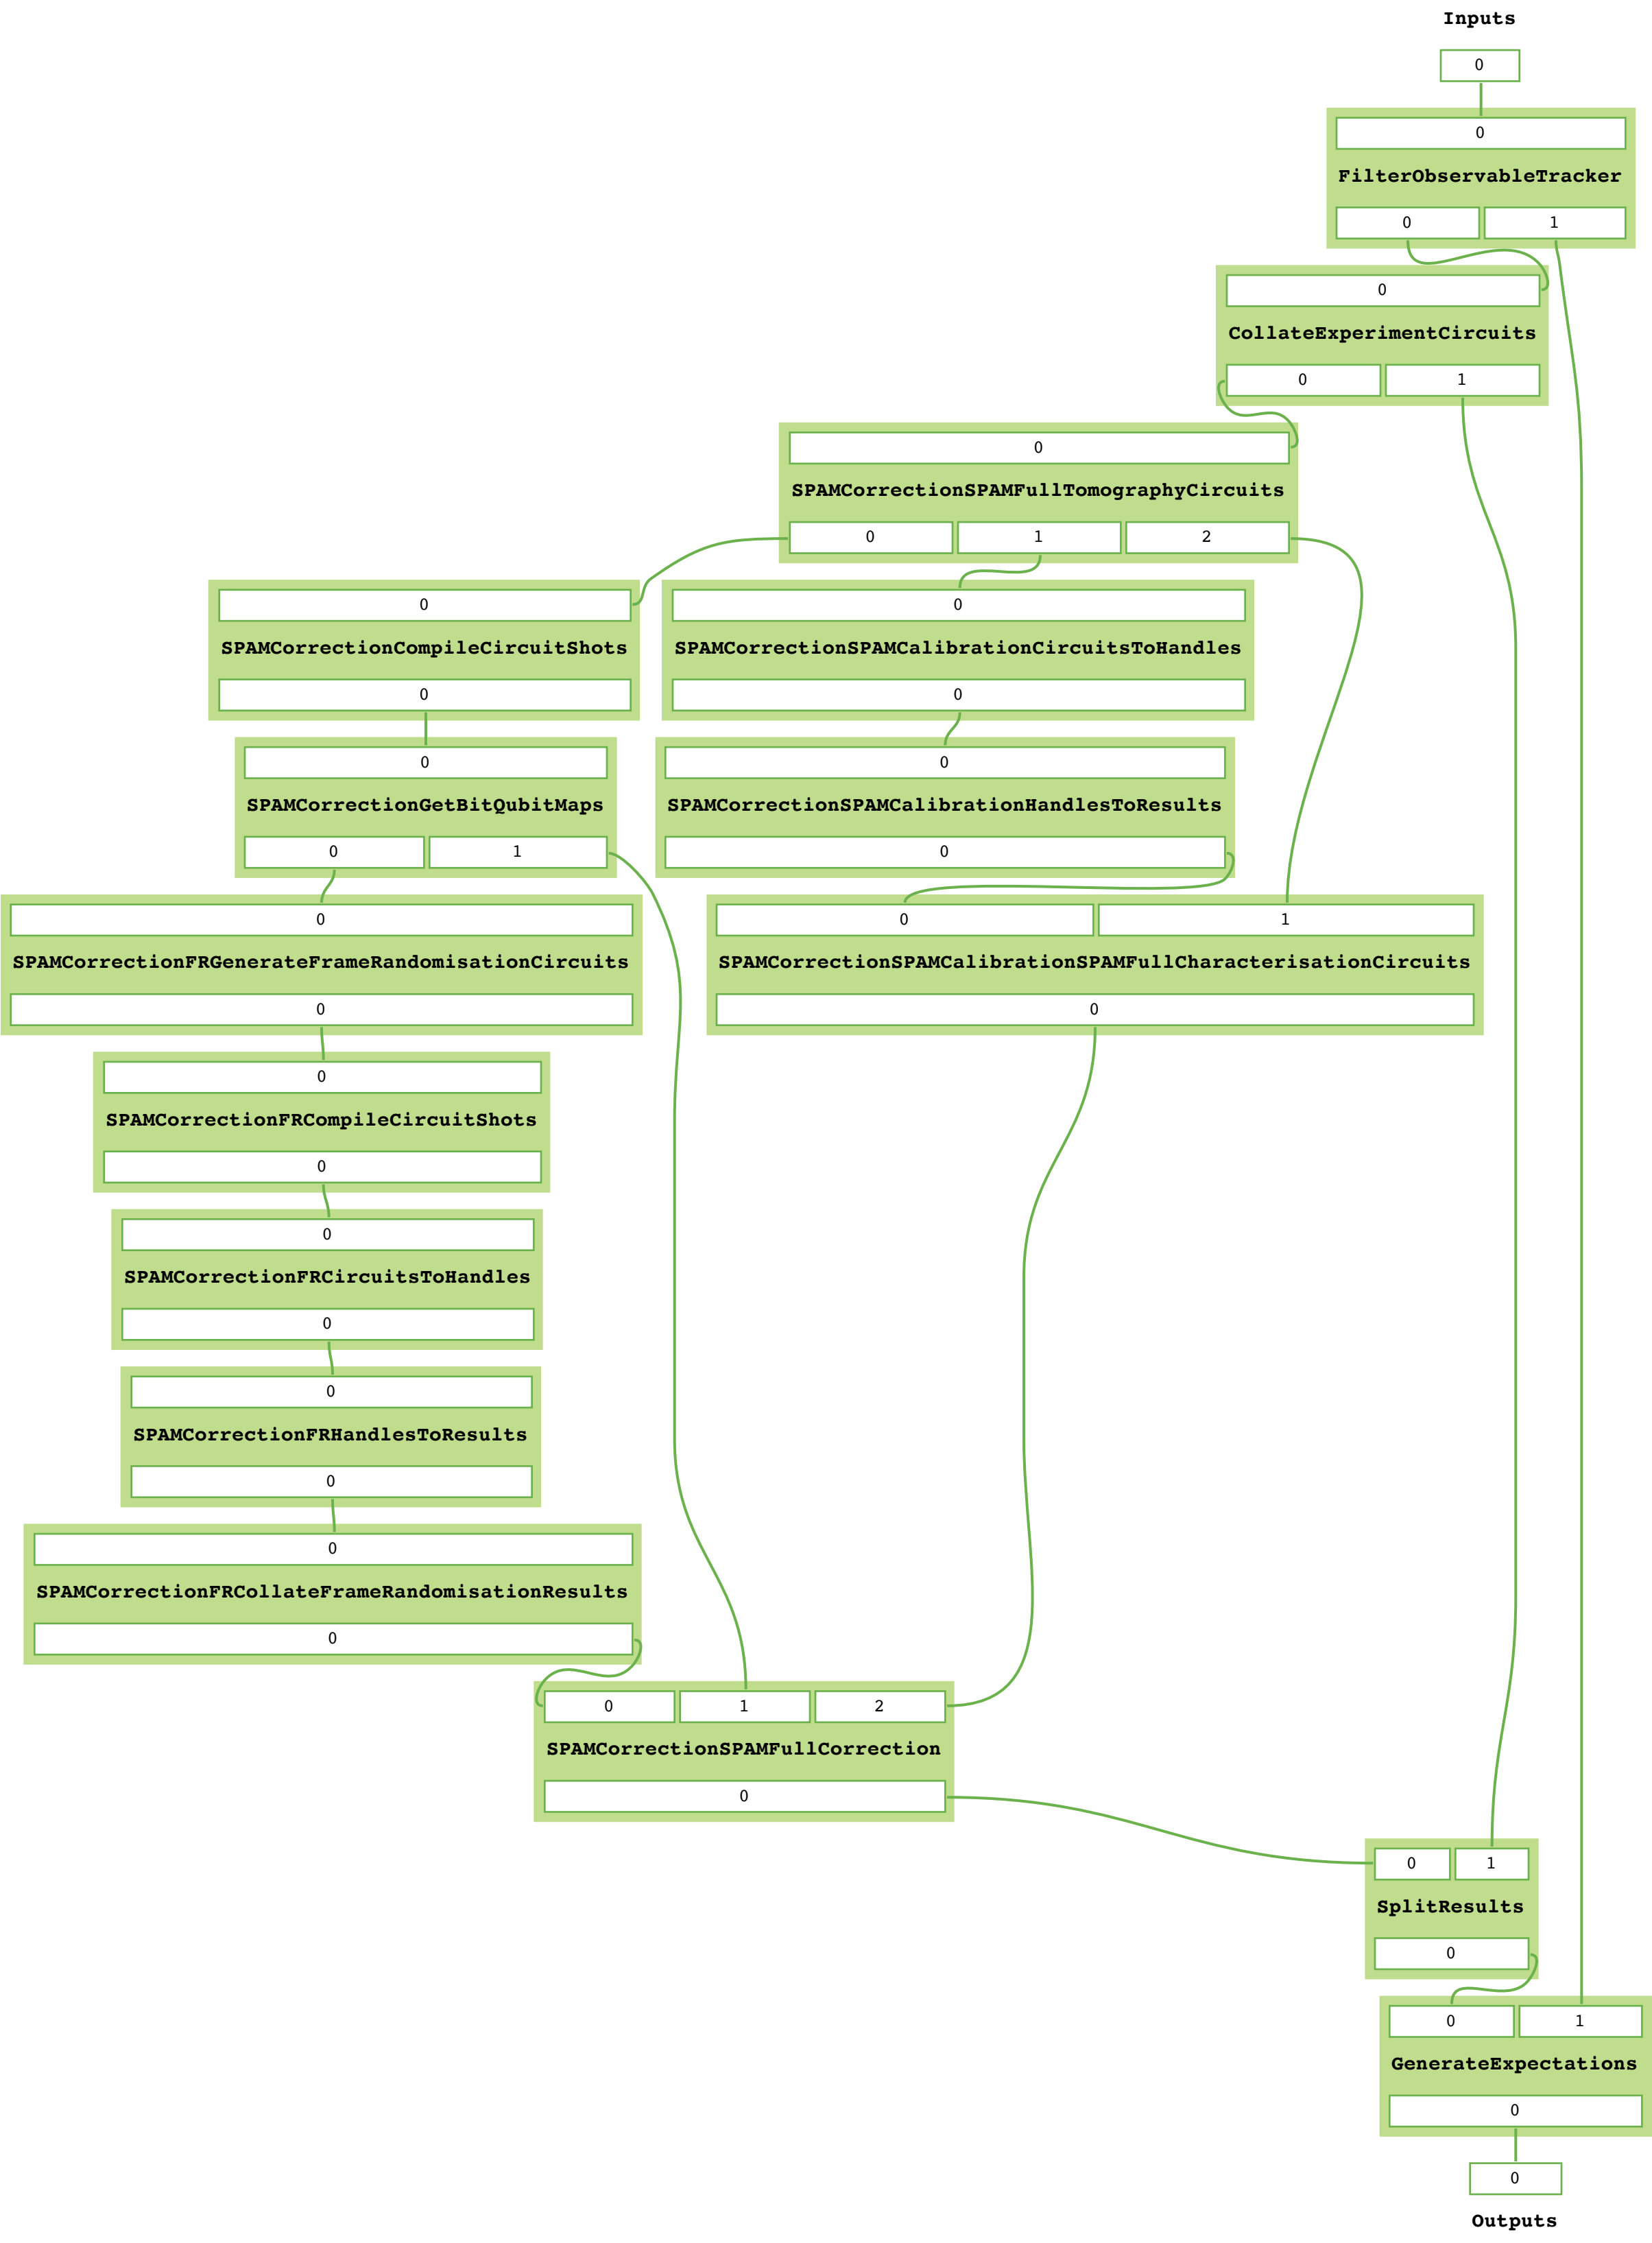 Inputs
0
0
FilterObservableTracker
0 1
0
CollateExperimentCircuits
0 1
0
SPAMCorrectionSPAMFullTomographyCircuits
0 1 2
0
SPAMCorrectionCompileCircuitShots
0
0
SPAMCorrectionSPAMCalibrationCircuitsToHandles
0
0
SPAMCorrectionGetBitQubitMaps
0 1
0
SPAMCorrectionSPAMCalibrationHandlesToResults
0
0
SPAMCorrectionFRGenerateFrameRandomisationCircuits
0
0 1
SPAMCorrectionSPAMCalibrationSPAMFullCharacterisationCircuits
0
0
SPAMCorrectionFRCompileCircuitShots
0
0
SPAMCorrectionFRCircuitsToHandles
0
0
SPAMCorrectionFRHandlesToResults
0
0
SPAMCorrectionFRCollateFrameRandomisationResults
0
0 1 2
SPAMCorrectionSPAMFullCorrection
0
0 1
SplitResults
0
0 1
GenerateExpectations
0
0
Outputs